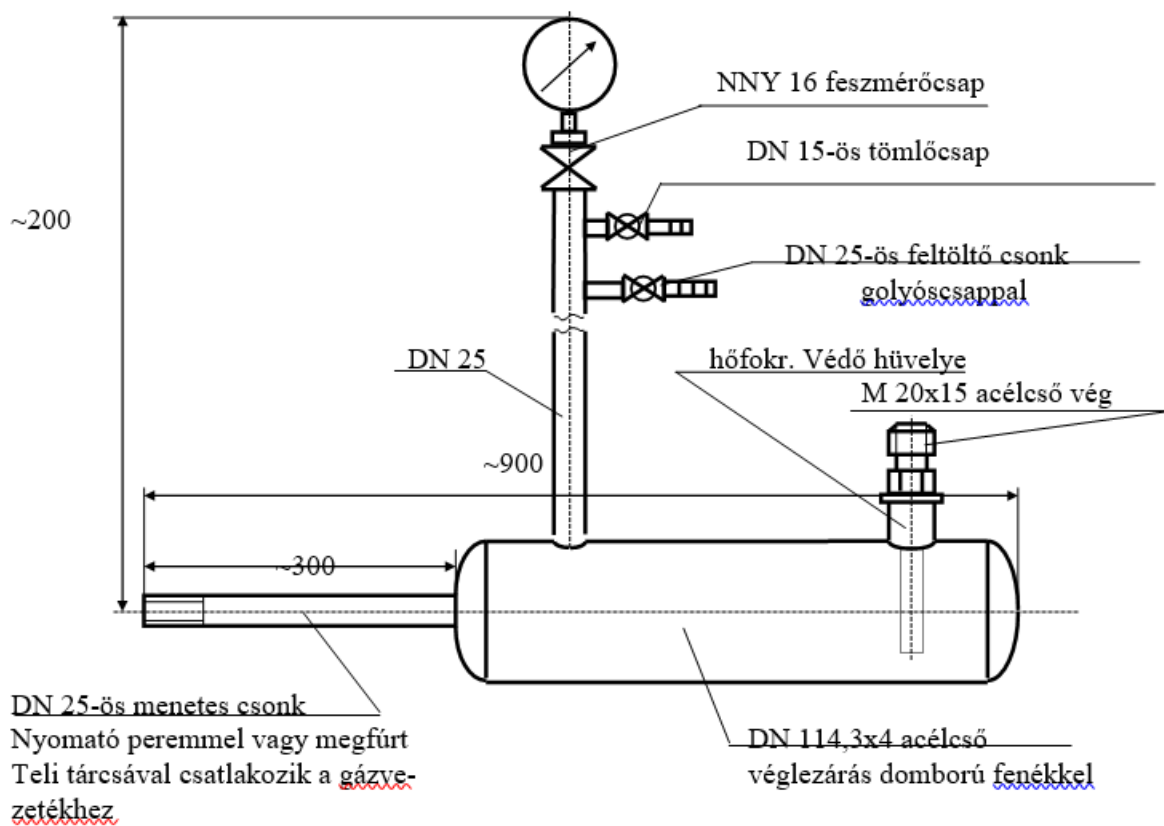 NNY 16 feszmérőcsap
DN 15-ös tömlőcsap
~200
DN 25-ös feltöltő csonk
golyóscsappal
DN 25
hőfokr. Védő hüvelye
M 20x15 acélcső vég
~900
~300
DN 25-ös menetes csonk
Nyomató peremmel vagy megfúrt
Teli tárcsával csatlakozik a gázve-
zetékhez
DN 114,3x4 acélcső
véglezárás domború fenékkel